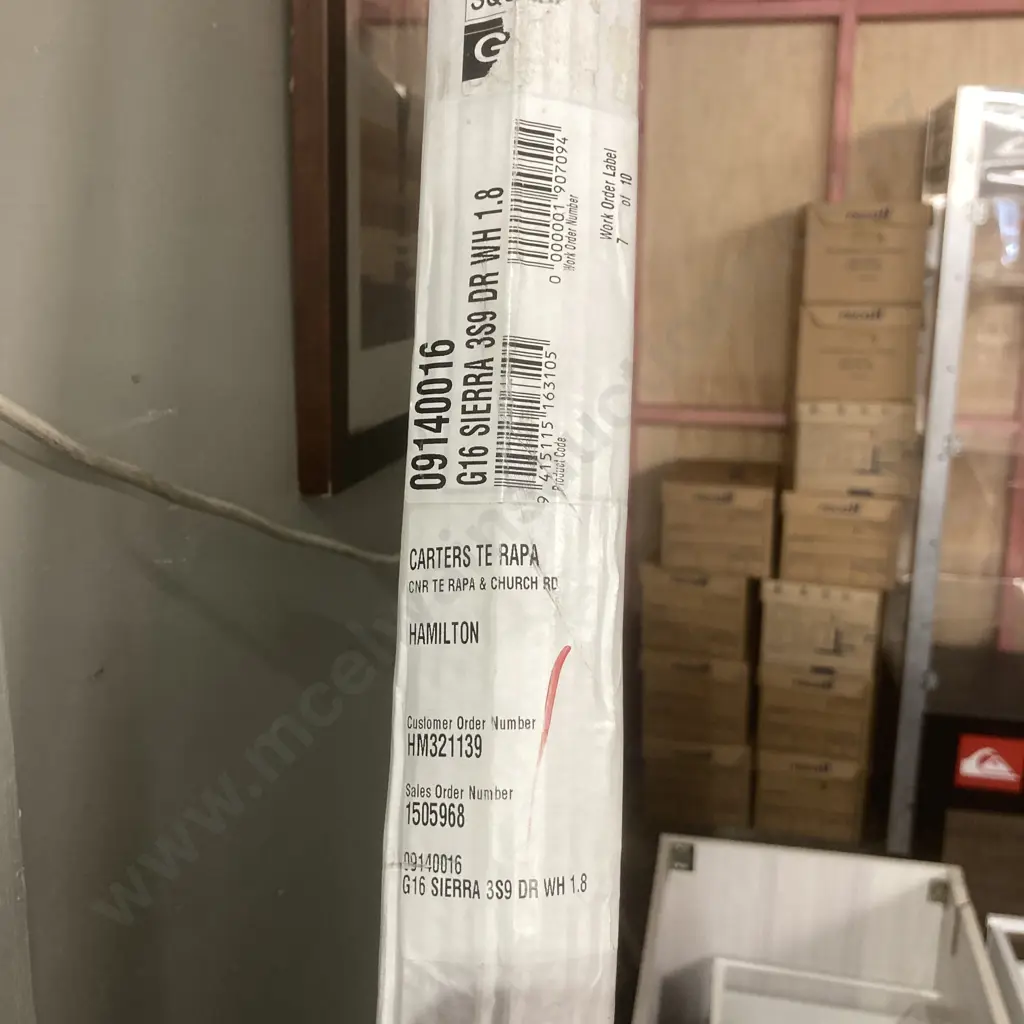 09140016
G16 SIERRA 3S9 DR WH 1.8
0 000001 907094
Work Order Number
Work Order Label
7 of 10
9 415115 163105
Product Code
CARTERS TE RAPA
CNR TE RAPA & CHURCH RD
HAMILTON
Customer Order Number
HM321139
Sales Order Number
1505968
09140016
G16 SIERRA 3S9 DR WH 1.8